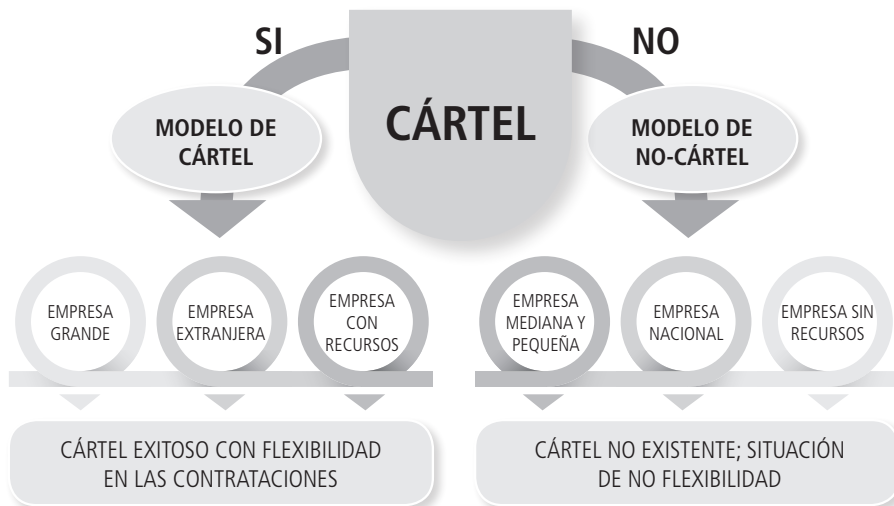 SI
NO
CÁRTEL
MODELO DE
CÁRTEL
MODELO DE
NO-CÁRTEL
EMPRESA
GRANDE
EMPRESA
EXTRANJERA
EMPRESA
CON
RECURSOS
EMPRESA
MEDIANA Y
PEQUEÑA
EMPRESA
NACIONAL
EMPRESA SIN
RECURSOS
CÁRTEL EXITOSO CON FLEXIBILIDAD
EN LAS CONTRATACIONES
CÁRTEL NO EXISTENTE; SITUACIÓN
DE NO FLEXIBILIDAD